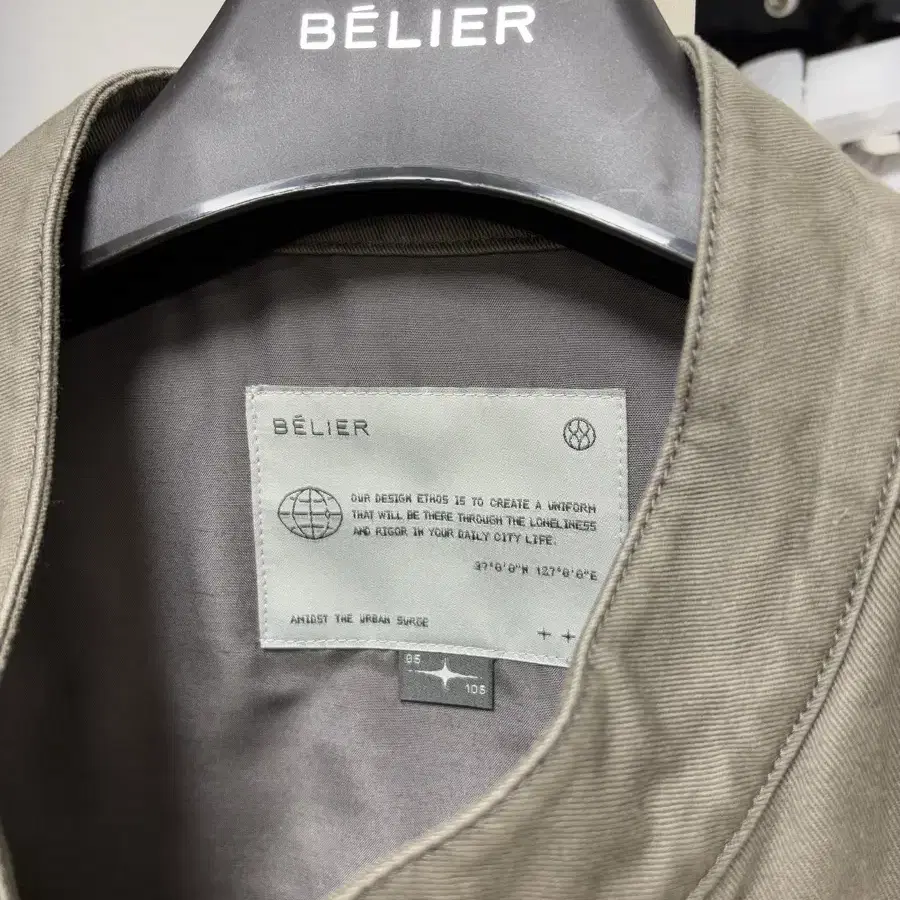 BÉLIER
BÉLIER
OUR DESIGN ETHOS IS TO CREATE A UNIFORM
THAT WILL BE THERE THROUGH THE LONELINESS
AND RIGOR IN YOUR DAILY CITY LIFE.
37°0'0"N 127°0'0"E
AMIDST THE URBAN SURGE
95
105